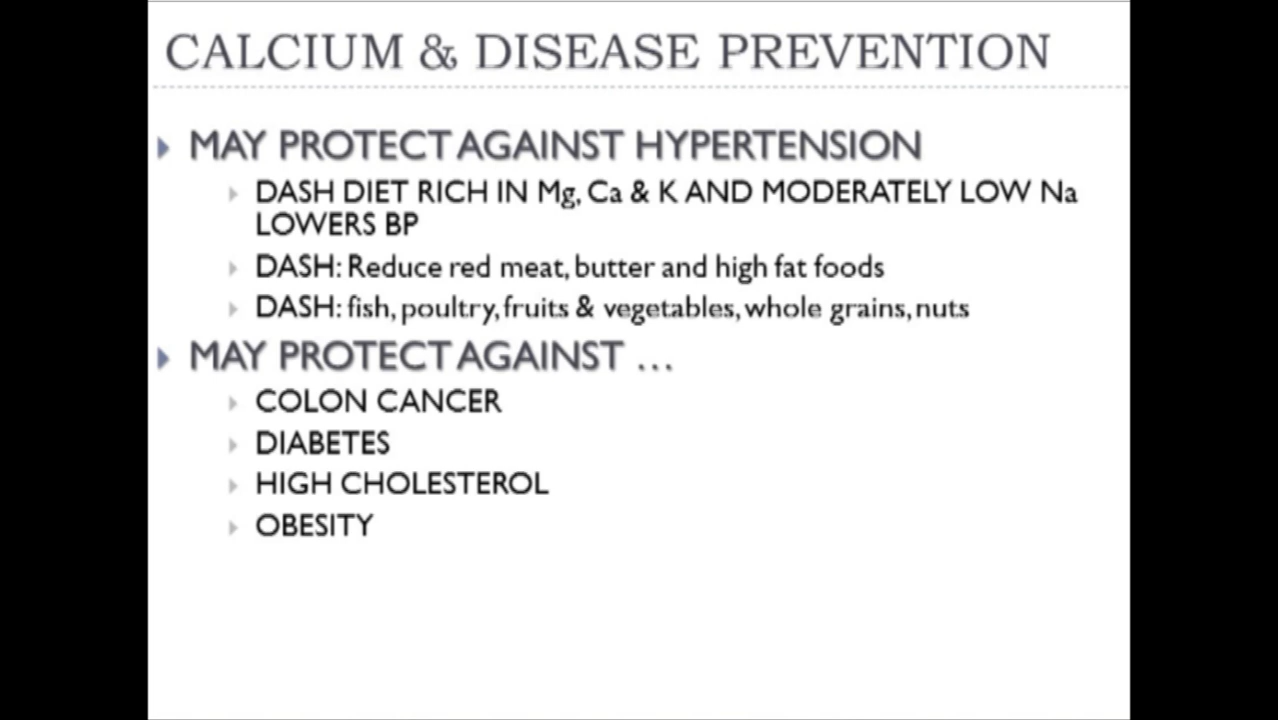 CALCIUM & DISEASE PREVENTION
MAY PROTECT AGAINST HYPERTENSION
DASH DIET RICH IN Mg, Ca & K AND MODERATELY LOW Na
LOWERS BP
DASH: Reduce red meat, butter and high fat foods
DASH: fish, poultry, fruits & vegetables, whole grains, nuts
MAY PROTECT AGAINST …
COLON CANCER
DIABETES
HIGH CHOLESTEROL
OBESITY